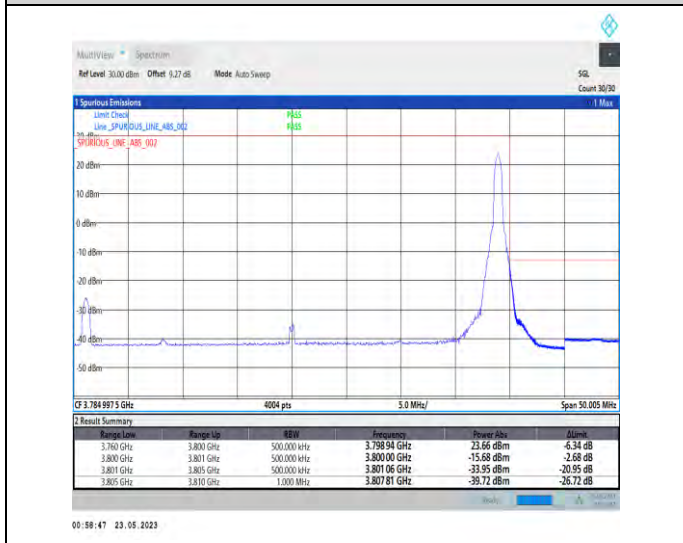 MultiView Spectrum
Ref Level 30.00 dBm Offset 9.27 dB Mode Auto Sweep SGL
Count 30/30
1 Spurious Emissions 1 Max
Limit Check PASS
Line _SPURIOUS_LINE_ABS_002 PASS
30 dBm
_SPURIOUS_LINE_ABS_002
20 dBm
10 dBm
0 dBm
-10 dBm
-20 dBm
-30 dBm
-40 dBm
-50 dBm
CF 3.784 997 5 GHz 4004 pts 5.0 MHz/ Span 50.005 MHz
2 Result Summary
Range Low Range Up RBW Frequency Power Abs ΔLimit
3.760 GHz 3.800 GHz 500.000 kHz 3.798 94 GHz 23.66 dBm -6.34 dB
3.800 GHz 3.801 GHz 500.000 kHz 3.800 00 GHz -15.68 dBm -2.68 dB
3.801 GHz 3.805 GHz 500.000 kHz 3.801 06 GHz -33.95 dBm -20.95 dB
3.805 GHz 3.810 GHz 1.000 MHz 3.807 81 GHz -39.72 dBm -26.72 dB
Ready
00:58:47 23.05.2023